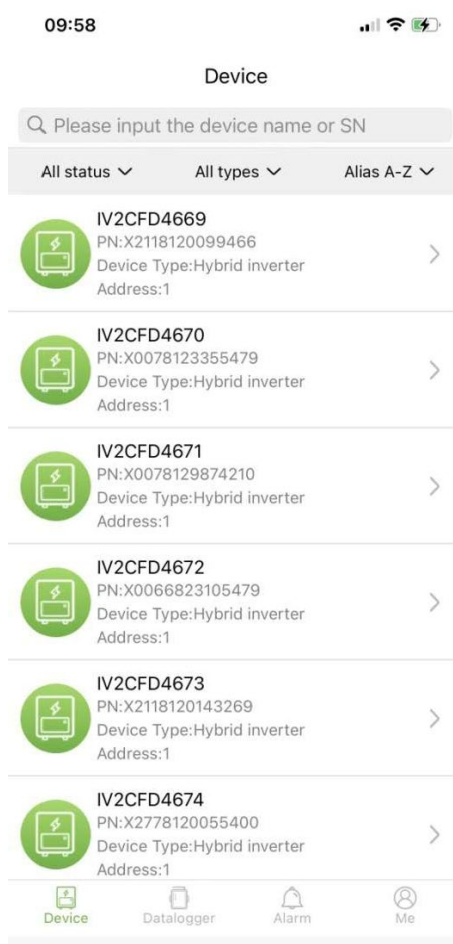 09:58
Device
Please input the device name or SN
All status All types Alias A-Z
IV2CFD4669
PN:X2118120099466
Device Type:Hybrid inverter
Address:1
IV2CFD4670
PN:X0078123355479
Device Type:Hybrid inverter
Address:1
IV2CFD4671
PN:X0078129874210
Device Type:Hybrid inverter
Address:1
IV2CFD4672
PN:X0066823105479
Device Type:Hybrid inverter
Address:1
IV2CFD4673
PN:X2118120143269
Device Type:Hybrid inverter
Address:1
IV2CFD4674
PN:X2778120055400
Device Type:Hybrid inverter
Address:1
Device Datalogger Alarm Me